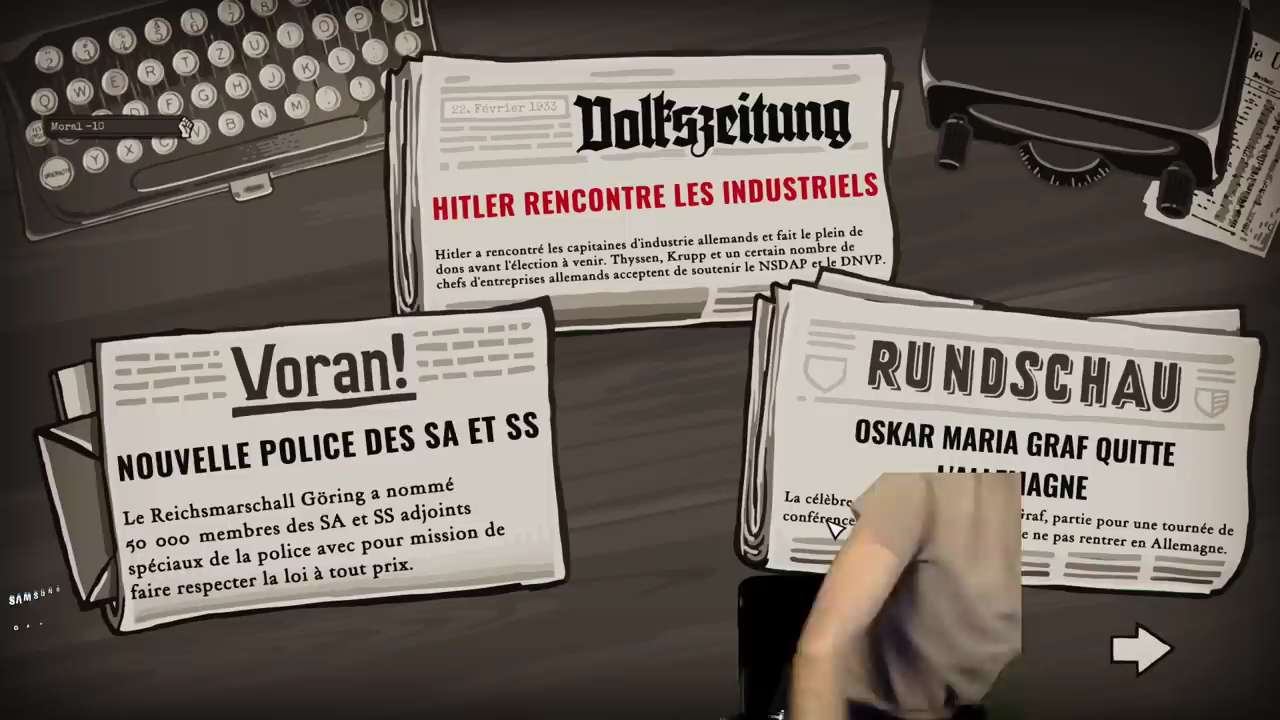 Moral -10
22. Février 1933
Volkszeitung
HITLER RENCONTRE LES INDUSTRIELS
Hitler a rencontré les capitaines d'industrie allemands et fait le plein de
dons avant l'élection à venir. Thyssen, Krupp et un certain nombre de
chefs d'entreprises allemands acceptent de soutenir le NSDAP et le DNVP.
Voran!
NOUVELLE POLICE DES SA ET SS
Le Reichsmarschall Göring a nommé
50 000 membres des SA et SS adjoints
spéciaux de la police avec pour mission de
faire respecter la loi à tout prix.
RUNDSCHAU
OSKAR MARIA GRAF QUITTE
La célèbre Graf, partie pour une tournée de
conférence ne pas rentrer en Allemagne.
SAMSUNG